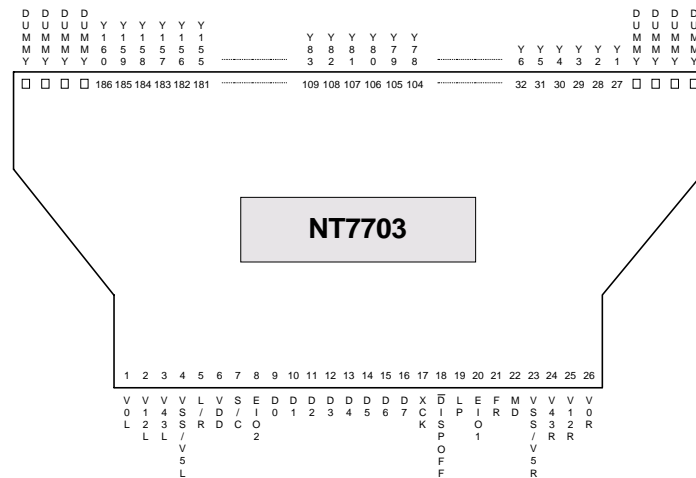 DUMMY DUMMY DUMMY DUMMY Y160 Y159 Y158 Y157 Y156 Y155 Y83 Y82 Y81 Y80 Y79 Y78 Y6 Y5 Y4 Y3 Y2 Y1 DUMMY DUMMY DUMMY DUMMY
186 185 184 183 182 181 109 108 107 106 105 104 32 31 30 29 28 27
NT7703
1 2 3 4 5 6 7 8 9 10 11 12 13 14 15 16 17 18 19 20 21 22 23 24 25 26
V0L V12L V43L VSS/V5L L/R VDD S/C EIO2 D0 D1 D2 D3 D4 D5 D6 D7 XCK DISPOFF LP EIO1 FR MD VSS/V5R V43R V12R V0R